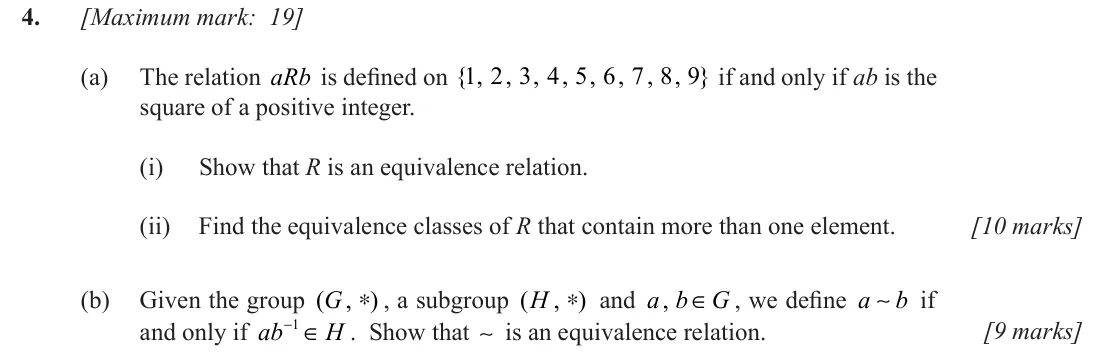 4. [Maximum mark: 19]
(a) The relation aRb is defined on {1, 2, 3, 4, 5, 6, 7, 8, 9} if and only if ab is the
square of a positive integer.
(i) Show that R is an equivalence relation.
(ii) Find the equivalence classes of R that contain more than one element. [10 marks]
(b) Given the group (G, ∗), a subgroup (H, ∗) and a, b ∈ G, we define a ~ b if
and only if ab⁻¹ ∈ H. Show that ~ is an equivalence relation. [9 marks]